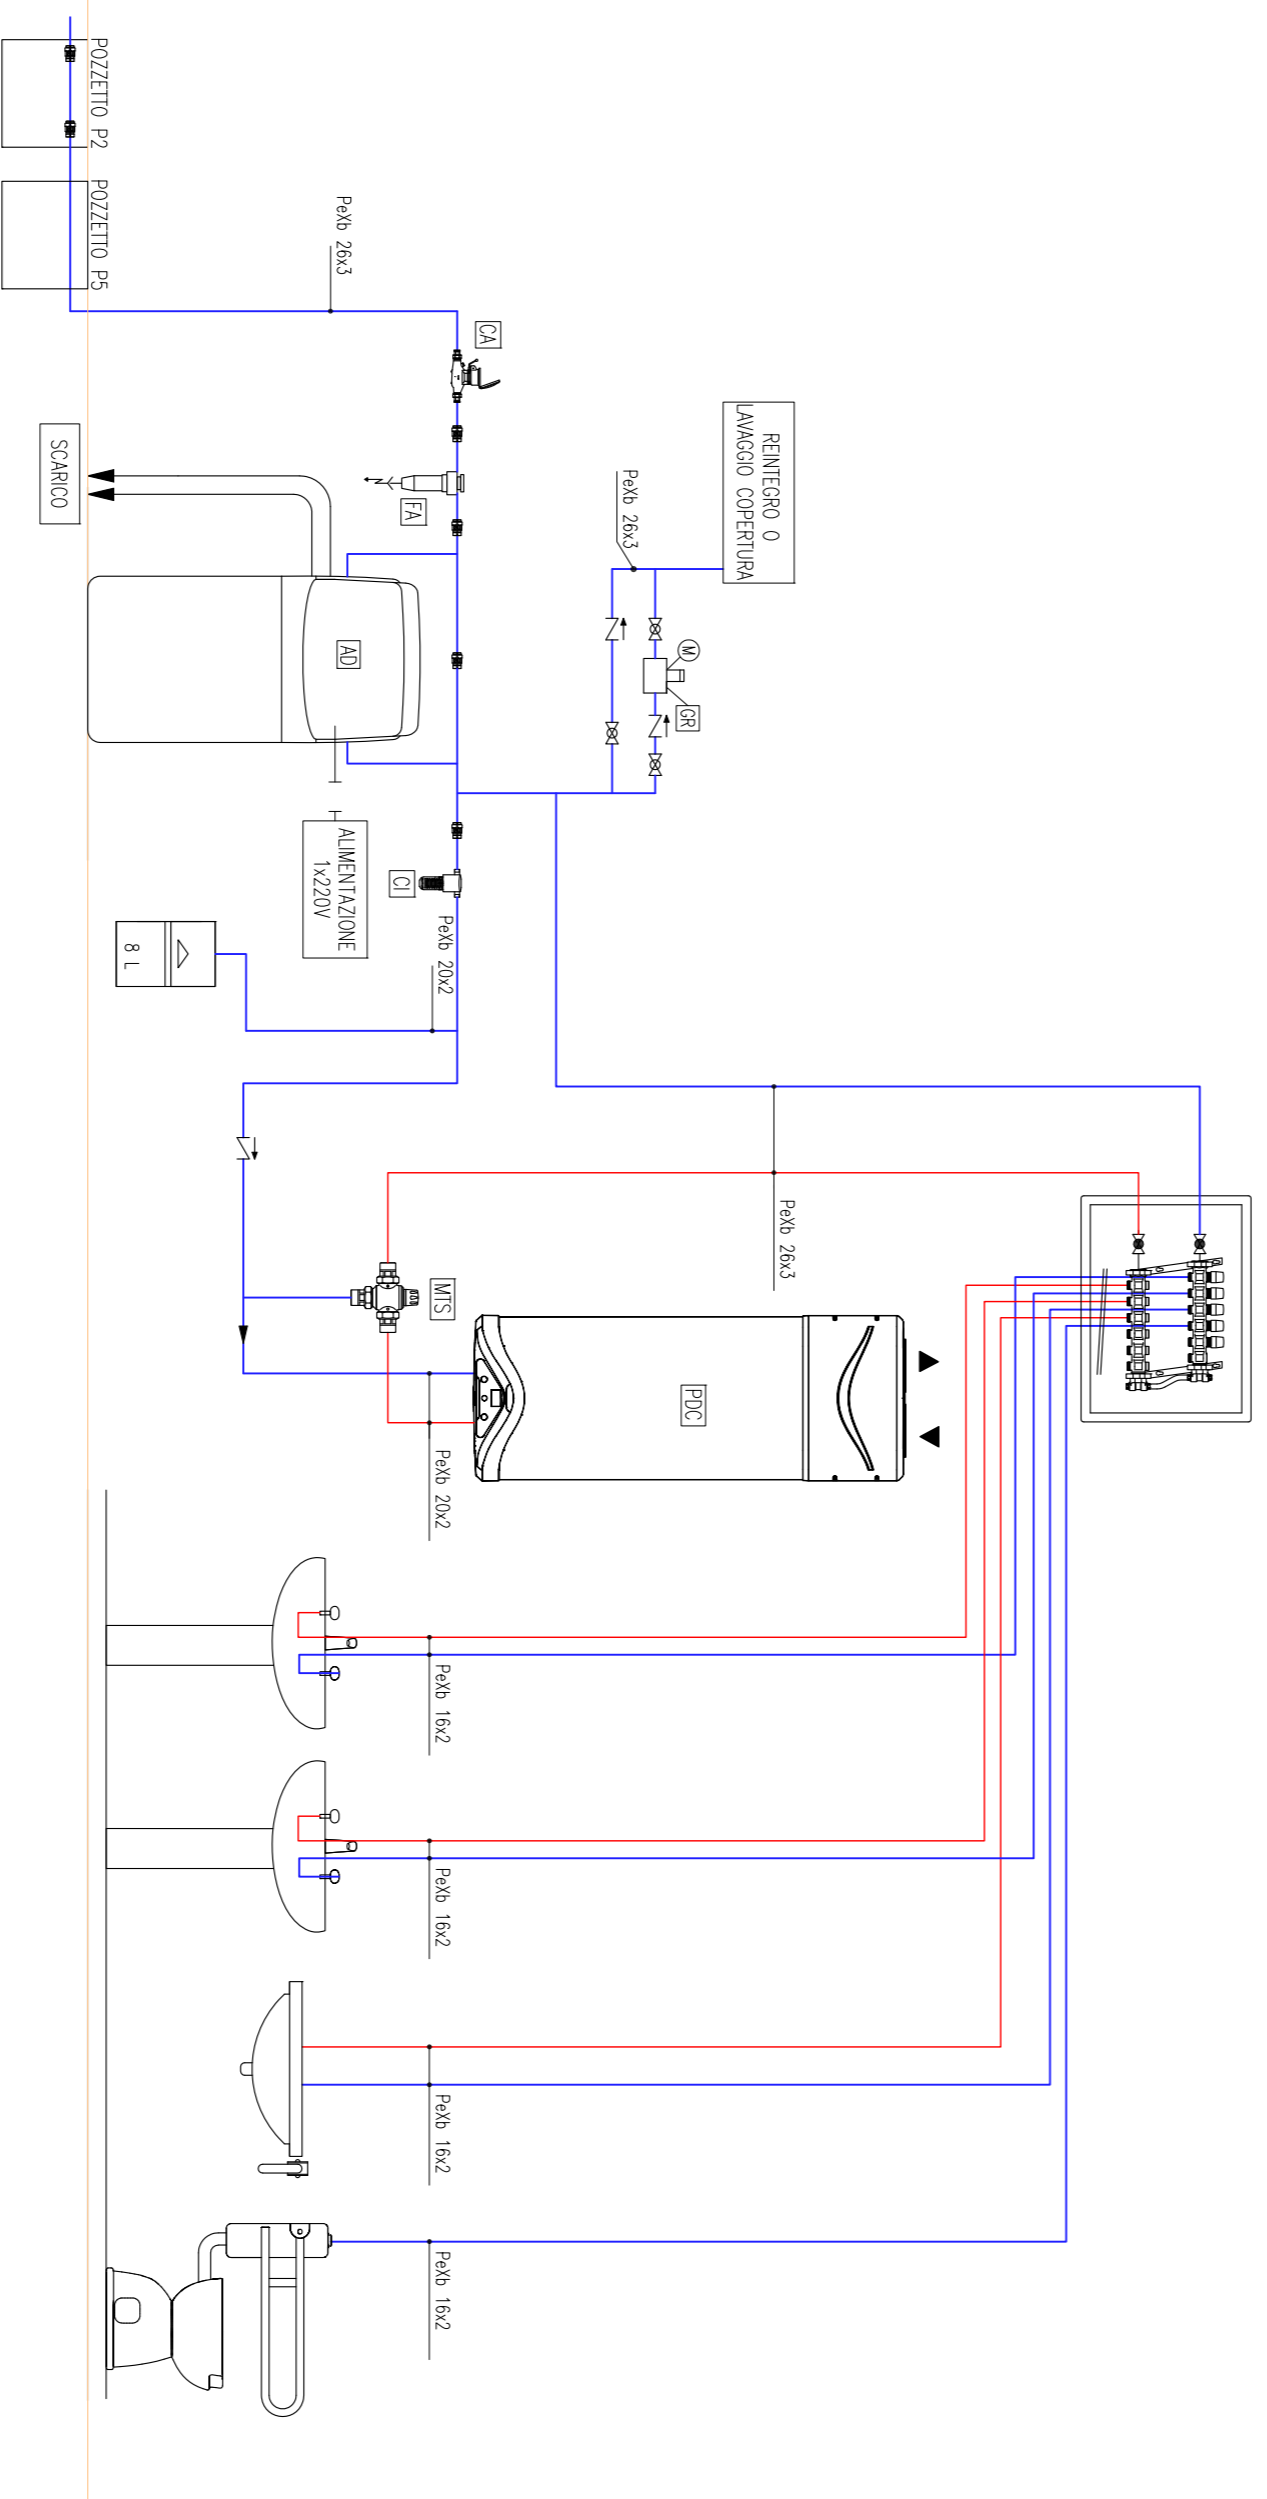 POZZETTO P2
POZZETTO P5
PeXb 26x3
CA
SCARICO
FA
REINTEGRO O
LAVAGGIO COPERTURA
PeXb 26x3
M
GR
AD
ALIMENTAZIONE
1x220V
CI
8 L
PeXb 20x2
PeXb 26x3
MTS
PDC
PeXb 20x2
PeXb 16x2
PeXb 16x2
PeXb 16x2
PeXb 16x2